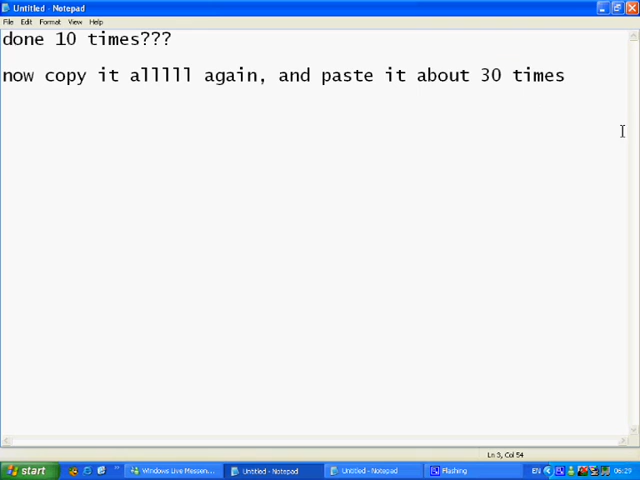 Untitled - Notepad
File Edit Format View Help
done 10 times???
now copy it alllll again, and paste it about 30 times
Ln 3, Col 54
start
Windows Live Messen...
Untitled - Notepad
Untitled - Notepad
Flashing
EN
06:29